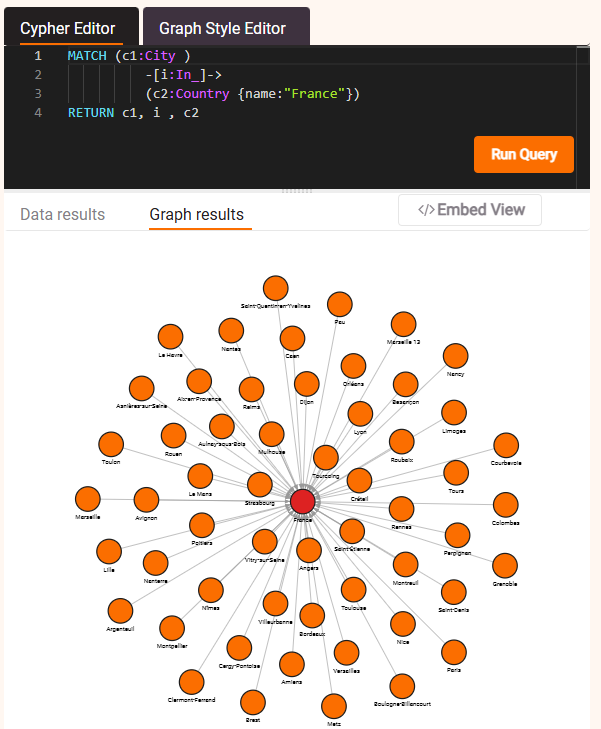 Cypher Editor
Graph Style Editor
1 MATCH (c1:City )
2 -[i:In_]->
3 (c2:Country {name:"France"})
4 RETURN c1, i , c2
Run Query
Data results
Graph results
</> Embed View
Saint-Quentin-en-Yvelines
Pau
Marseille 13
Le Havre
Nantes
Caen
Nancy
Orléans
Asnières-sur-Seine
Aix-en-Provence
Reims
Dijon
Besançon
Limoges
Toulon
Rouen
Aulnay-sous-Bois
Mulhouse
Lyon
Roubaix
Courbevoie
Tourcoing
Le Mans
Strasbourg
Créteil
Tours
Marseille
Avignon
France
Rennes
Colombes
Poitiers
Saint-Étienne
Perpignan
Lille
Nanterre
Vitry-sur-Seine
Angers
Montreuil
Grenoble
Argenteuil
Nîmes
Villeurbanne
Toulouse
Saint-Denis
Montpellier
Bordeaux
Nice
Cergy-Pontoise
Amiens
Versailles
Paris
Clermont-Ferrand
Brest
Metz
Boulogne-Billancourt